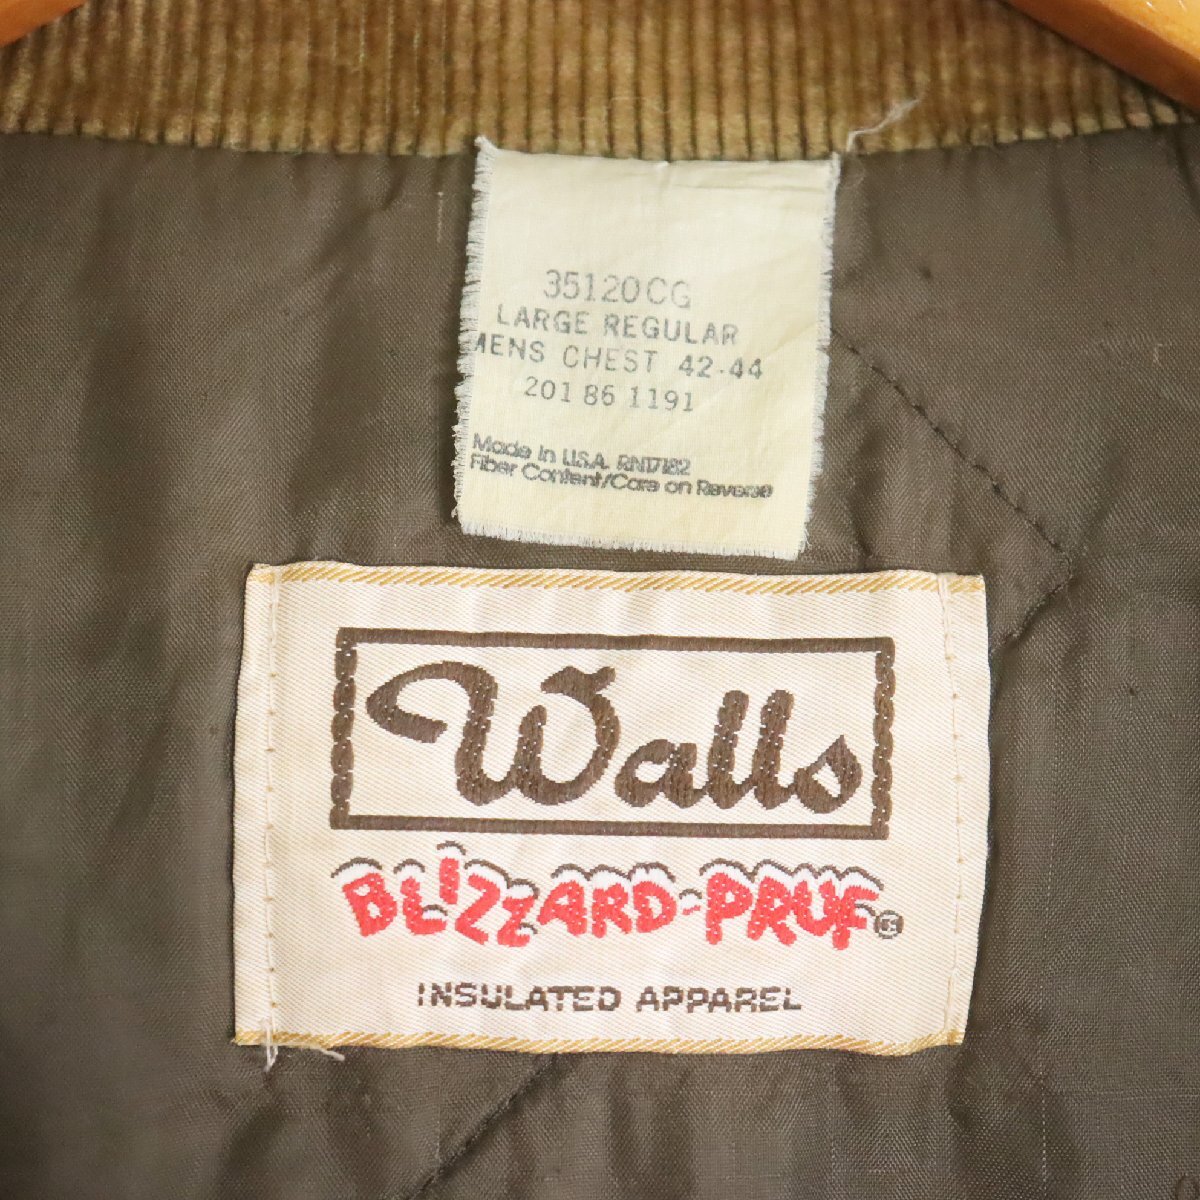 35120CG
LARGE REGULAR
MENS CHEST 42-44
201 86 1191
Made in U.S.A. RN17182
Fiber Content/Care on Reverse
Walls
BLIZZARD-PRUF®
INSULATED APPAREL